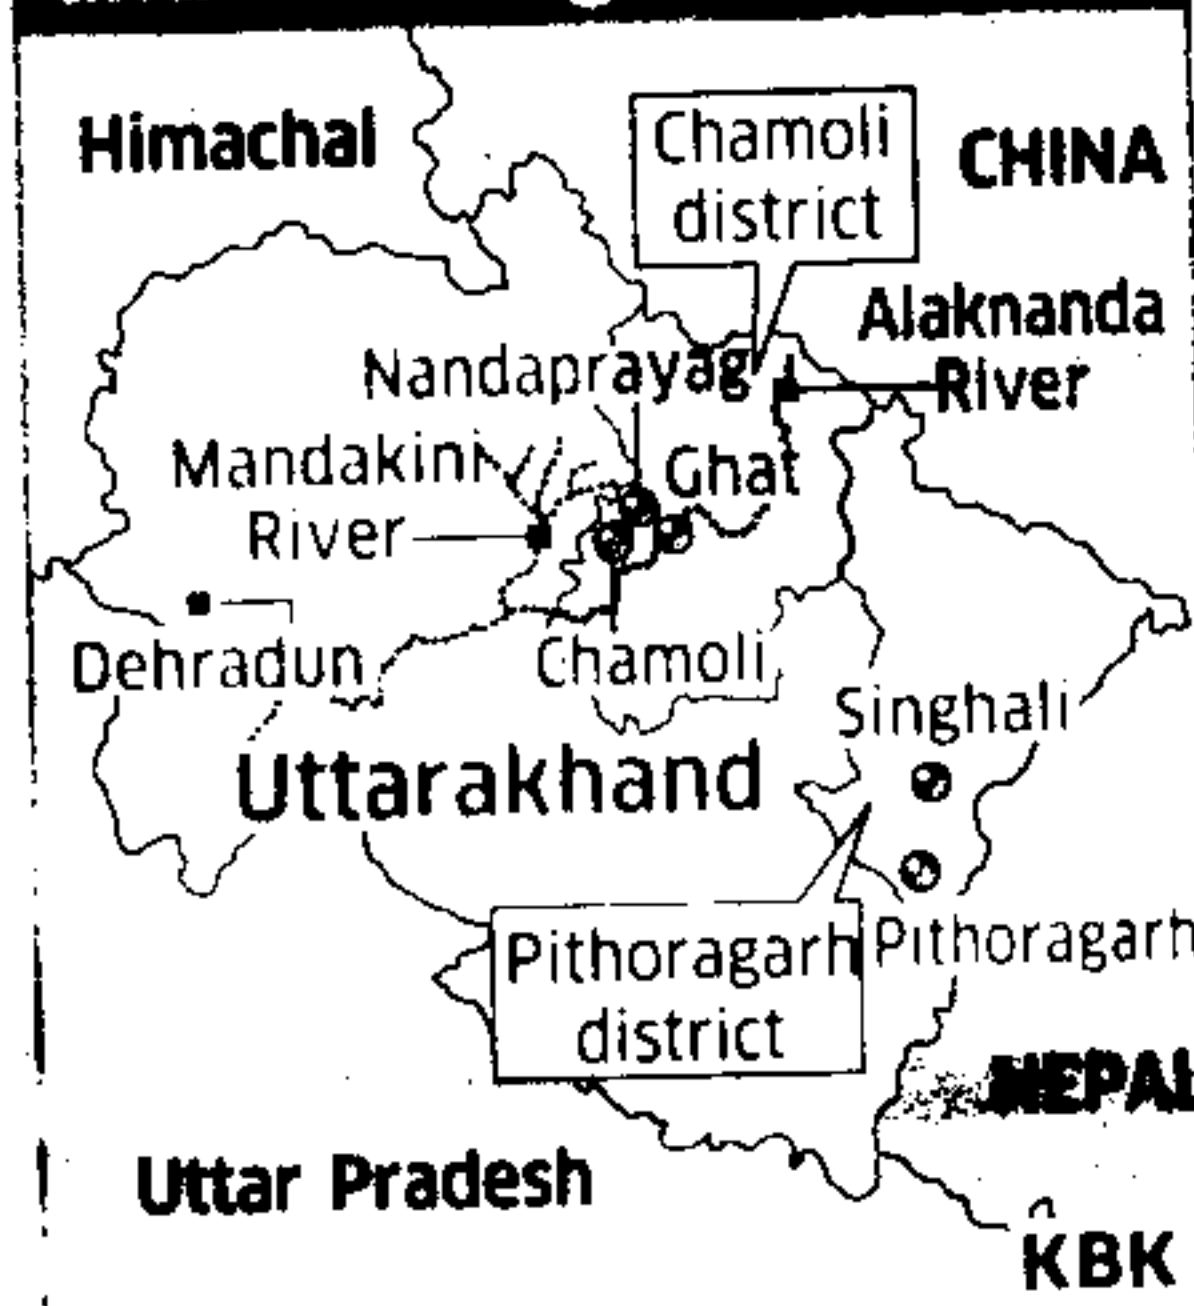 Himachal
Chamoli
district
CHINA
Alaknanda
River
Nandaprayag
Mandakini
River
Ghat
Dehradun
Chamoli
Singhali
Uttarakhand
Pithoragarh
district
Pithoragarh
NEPAL
Uttar Pradesh
KBK